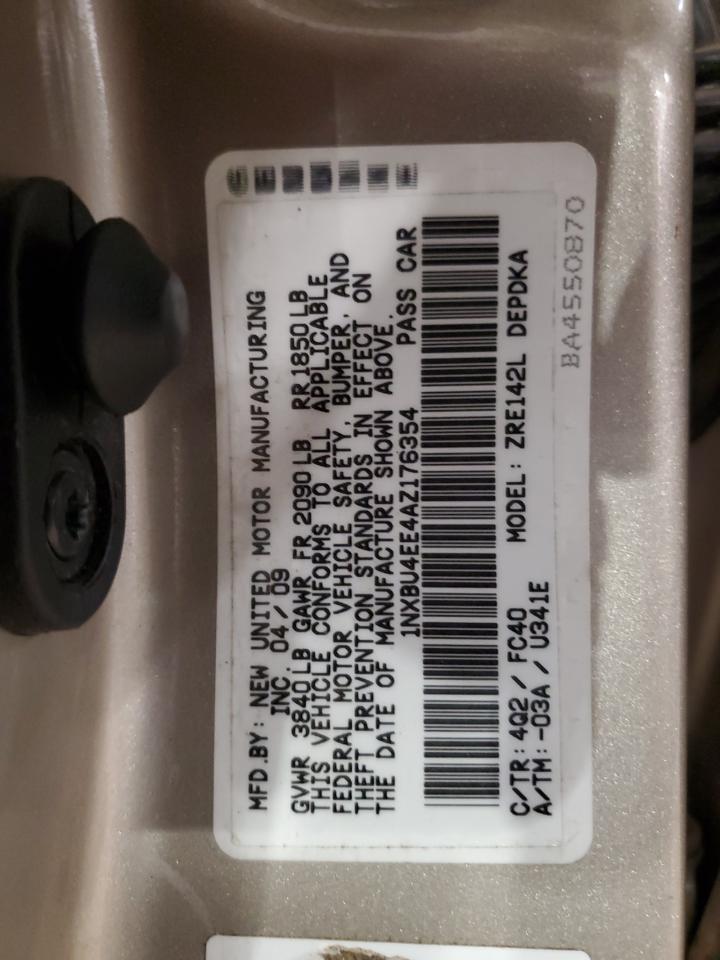 MFD.BY: NEW UNITED MOTOR MANUFACTURING
INC. 04/09
GVWR 3840LB GAWR FR 2090LB RR 1850LB
THIS VEHICLE CONFORMS TO ALL APPLICABLE
FEDERAL MOTOR VEHICLE SAFETY, BUMPER, AND
THEFT PREVENTION STANDARDS IN EFFECT ON
THE DATE OF MANUFACTURE SHOWN ABOVE.
1NXBU4EE4AZ176354 PASS CAR
C/TR: 4Q2/FC40 MODEL: ZRE142L DEPDKA
A/TM: -03A/U341E
BA4550870